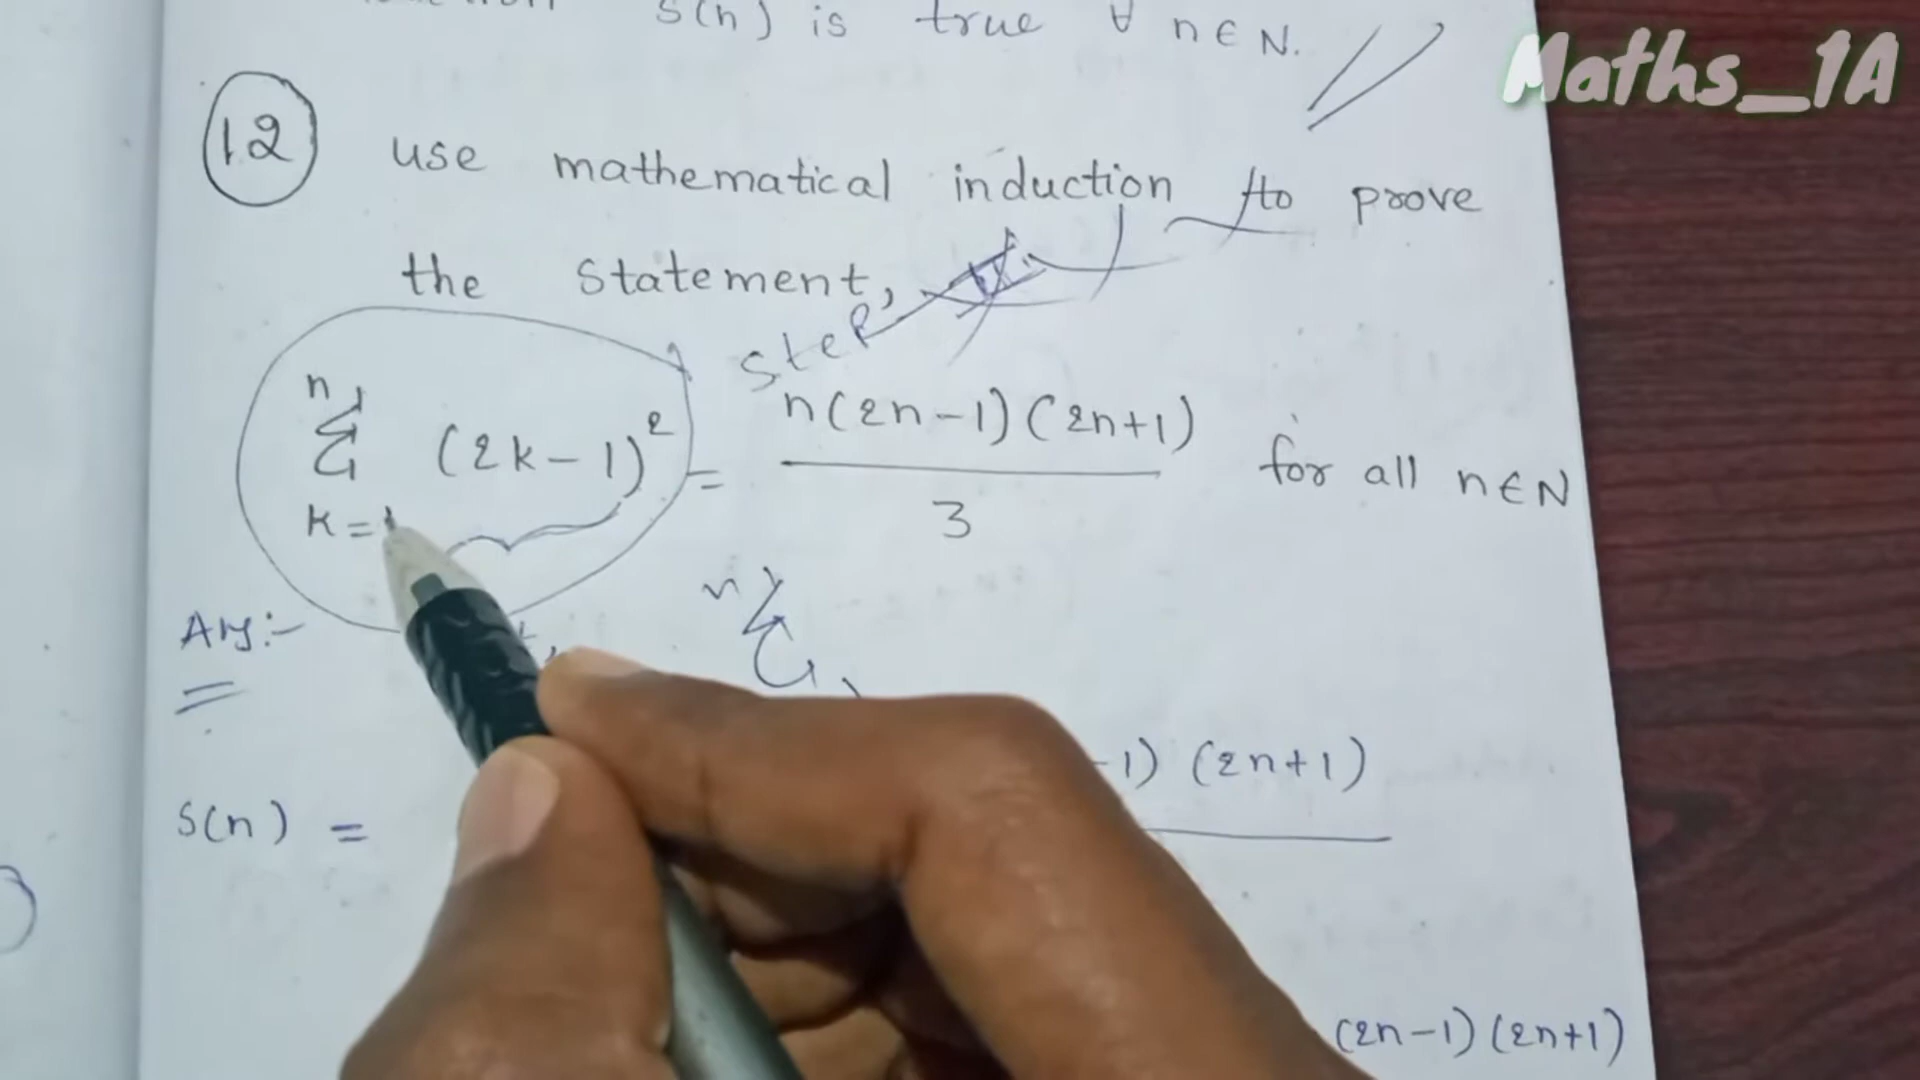 S(n) is true ∀ n∈N.
Maths_1A
12 use mathematical induction to prove
the statement,
step
n∑k=1 (2k-1)² = n(2n-1)(2n+1)/3 for all n∈N
Ans:-
n∑
-1) (2n+1)
S(n) =
(2n-1)(2n+1)